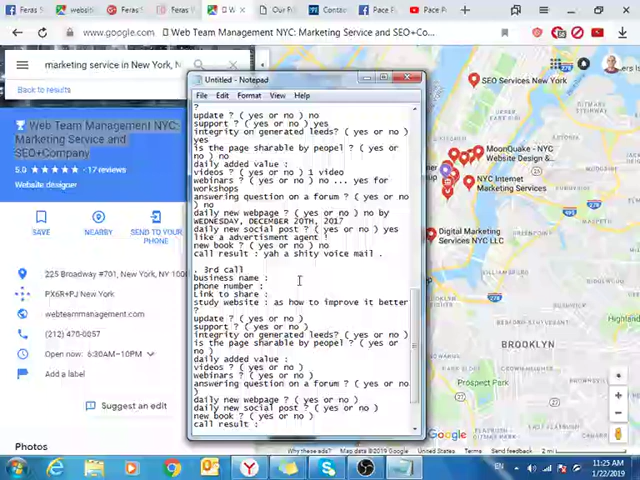 Feras S
websit
Feras S
Feras W
W
Our Po
Conta
Pace F
Pace P
www.google.com
Web Team Management NYC: Marketing Service and SEO+Co...
marketing service in New York,
Back to results
Web Team Management NYC:
Marketing Service and
SEO+Company
5.0 17 reviews
Website designer
SAVE
NEARBY
SEND TO YOUR
PHONE
225 Broadway #701, New York, NY 100
PX6R+PJ New York
webteammanagement.com
Open now: 6:30AM–10PM
Add a label
Suggest an edit
Photos
Untitled - Notepad
File Edit Format View Help
?
update ? ( yes or no ) no
support ? ( yes or no ) yes
integrity on generated leeds? ( yes or no )
yes
is the page shareable by peopel ? ( yes or
no ) no
daily added value :
videos ? ( yes or no ) 1 video
webinars ? ( yes or no ) no ... yes for
workshops
answering question on a forum ? ( yes or no
) no
daily new webpage ? ( yes or no ) no by
WEDNESDAY, DECEMBER 20TH, 2017
daily new social post ? ( yes or no ) yes
like a advertisment agent !
new book ? ( yes or no ) no
call result : yah a shity voice mail .
. 3rd call
business name :
phone number :
Link to share :
study website : as how to improve it better
?
update ? ( yes or no )
support ? ( yes or no )
integrity on generated leeds? ( yes or no )
is the page shareable by peopel ? ( yes or
no )
daily added value :
videos ? ( yes or no )
webinars ? ( yes or no )
answering question on a forum ? ( yes or no
)
daily new webpage ? ( yes or no )
daily new social post ? ( yes or no )
new book ? ( yes or no )
call result :
SEO Services New York
MoonQuake - NYC
Website Design &...
NYC Internet
Marketing Services
Digital Marketing
Services NYC LLC
BROOKLYN
Prospect Park
Google
Why these ads?
Map data ©2019 Google
United States
Terms
Send feedback
2 mi
EN
11:25 AM
1/22/2019